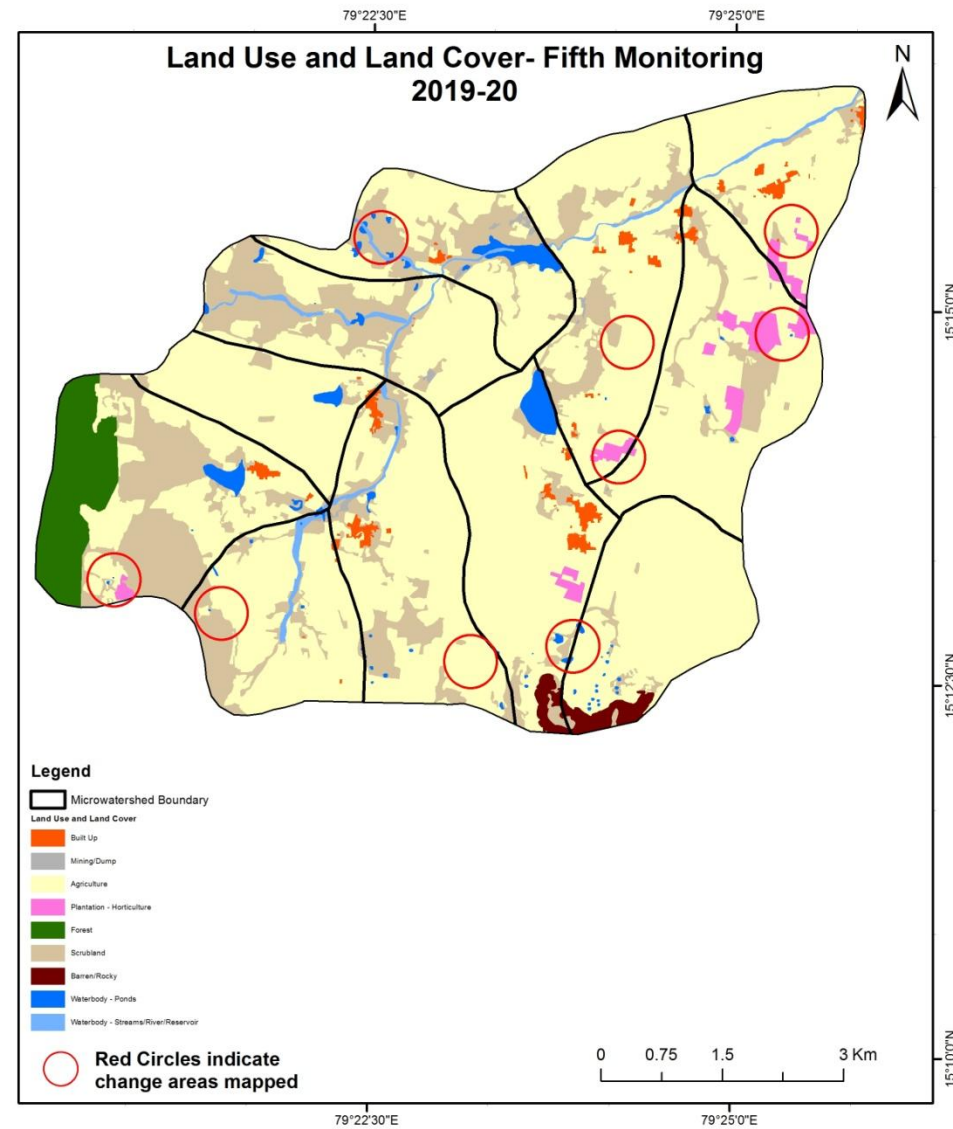 79°22'30"E
79°25'0"E
Land Use and Land Cover- Fifth Monitoring
2019-20
N
15°15'0"N
15°12'30"N
Legend
Microwatershed Boundary
Land Use and Land Cover
Built Up
Mining/Dump
Agriculture
Plantation - Horticulture
Forest
Scrubland
Barren/Rocky
Waterbody - Ponds
Waterbody - Streams/River/Reservoir
Red Circles indicate
change areas mapped
0 0.75 1.5 3 Km
15°10'0"N
79°22'30"E
79°25'0"E